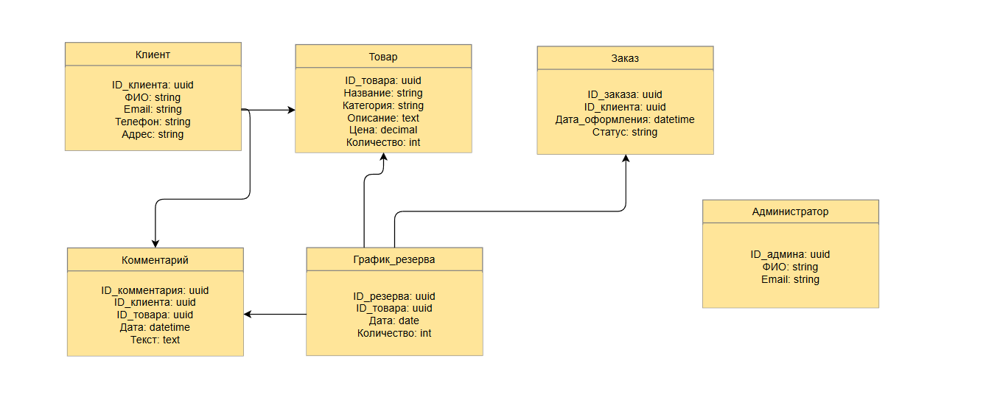 Клиент
ID_клиента: uuid
ФИО: string
Email: string
Телефон: string
Адрес: string
Товар
ID_товара: uuid
Название: string
Категория: string
Описание: text
Цена: decimal
Количество: int
Заказ
ID_заказа: uuid
ID_клиента: uuid
Дата_оформления: datetime
Статус: string
Администратор
ID_админа: uuid
ФИО: string
Email: string
Комментарий
ID_комментария: uuid
ID_клиента: uuid
ID_товара: uuid
Дата: datetime
Текст: text
График_резерва
ID_резерва: uuid
ID_товара: uuid
Дата: date
Количество: int